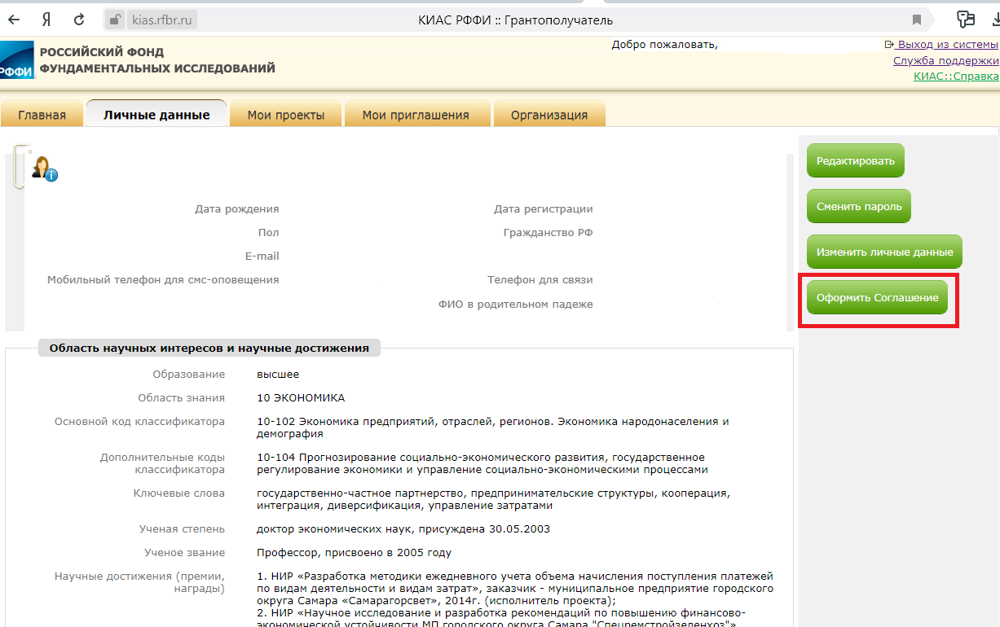 Я
kias.rfbr.ru
КИАС РФФИ :: Грантополучатель
РФФИ
РОССИЙСКИЙ ФОНД
ФУНДАМЕНТАЛЬНЫХ ИССЛЕДОВАНИЙ
Добро пожаловать,
Выход из системы
Служба поддержки
КИАС::Справка
Главная
Личные данные
Мои проекты
Мои приглашения
Организация
Редактировать
Сменить пароль
Изменить личные данные
Оформить Соглашение
Дата рождения
Дата регистрации
Пол
Гражданство РФ
E-mail
Мобильный телефон для смс-оповещения
Телефон для связи
ФИО в родительном падеже
Область научных интересов и научные достижения
Образование
высшее
Область знания
10 ЭКОНОМИКА
Основной код классификатора
10-102 Экономика предприятий, отраслей, регионов. Экономика народонаселения и
демография
Дополнительные коды
классификатора
10-104 Прогнозирование социально-экономического развития, государственное
регулирование экономики и управление социально-экономическими процессами
Ключевые слова
государственно-частное партнерство, предпринимательские структуры, кооперация,
интеграция, диверсификация, управление затратами
Ученая степень
доктор экономических наук, присуждена 30.05.2003
Ученое звание
Профессор, присвоено в 2005 году
Научные достижения (премии,
награды)
1. НИР «Разработка методики ежедневного учета объема начисления поступления платежей
по видам деятельности и видам затрат», заказчик - муниципальное предприятие городского
округа Самара «Самарагорсвет», 2014г. (исполнитель проекта);
2. НИР «Научное исследование и разработка рекомендаций по повышению финансово-
экономической устойчивости МП городского округа Самара "Спецремстройзеленхоз"»